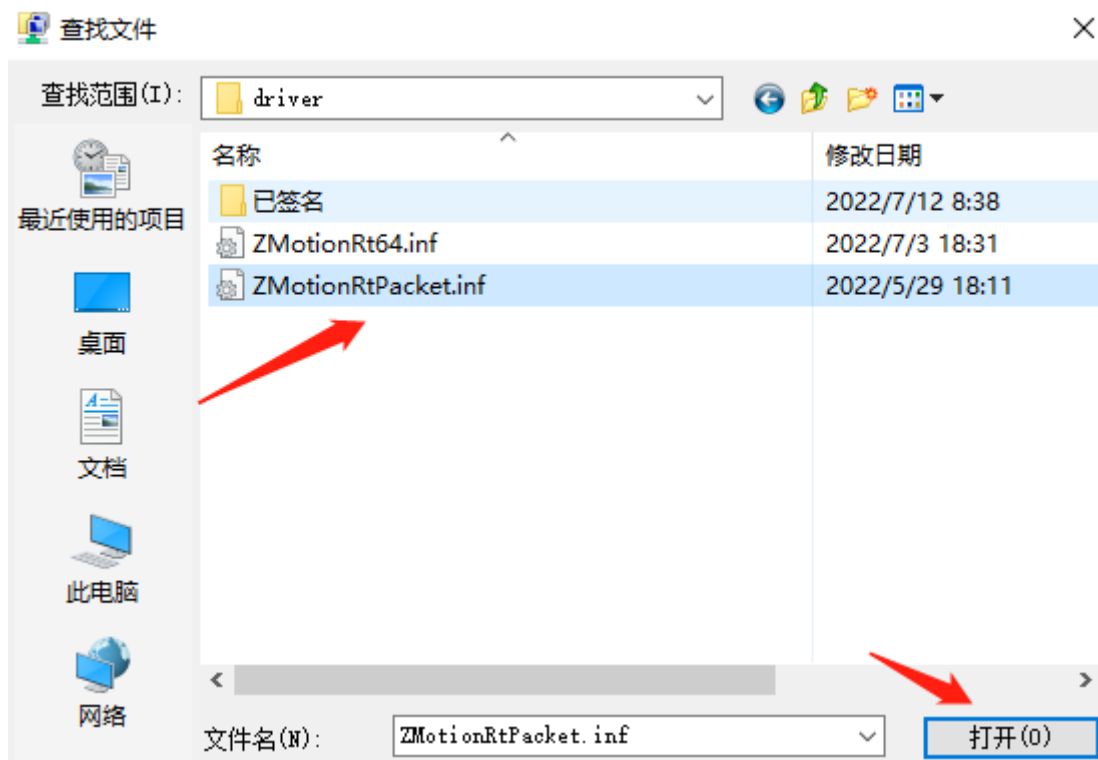 查找文件
查找范围(I):
driver
名称
修改日期
已签名
2022/7/12 8:38
ZMotionRt64.inf
2022/7/3 18:31
ZMotionRtPacket.inf
2022/5/29 18:11
最近使用的项目
桌面
文档
此电脑
网络
文件名(N):
ZMotionRtPacket.inf
打开(O)